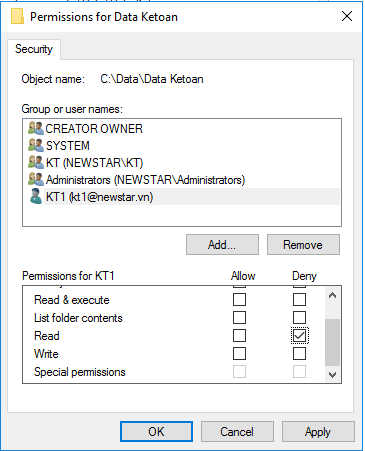 Permissions for Data Ketoan
Security
Object name: C:\Data\Data Ketoan
Group or user names:
CREATOR OWNER
SYSTEM
KT (NEWSTAR\KT)
Administrators (NEWSTAR\Administrators)
KT1 (kt1@newstar.vn)
Add... Remove
Permissions for KT1 Allow Deny
Read & execute
List folder contents
Read
Write
Special permissions
OK Cancel Apply